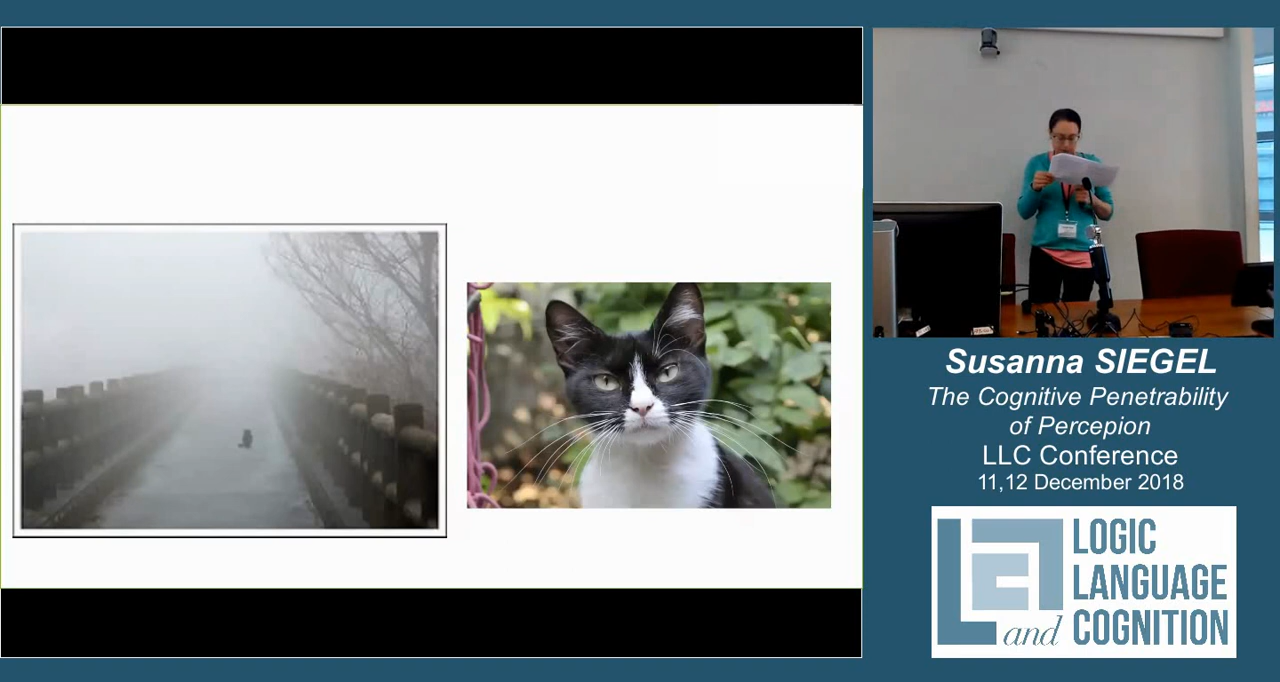 Susanna SIEGEL
The Cognitive Penetrability
of Percepion
LLC Conference
11,12 December 2018
LOGIC
LANGUAGE
and COGNITION